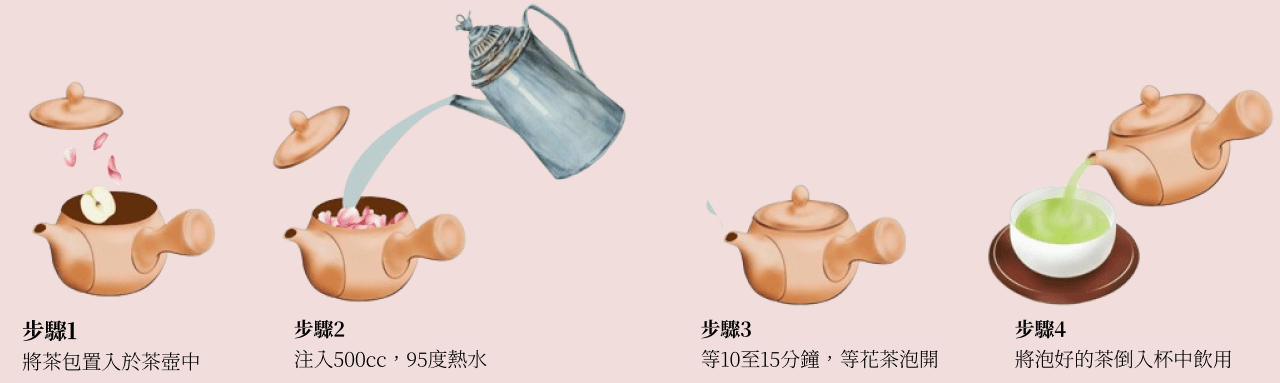 步驟1
將茶包置入於茶壺中
步驟2
注入500cc，95度熱水
步驟3
等10至15分鐘，等花茶泡開
步驟4
將泡好的茶倒入杯中飲用